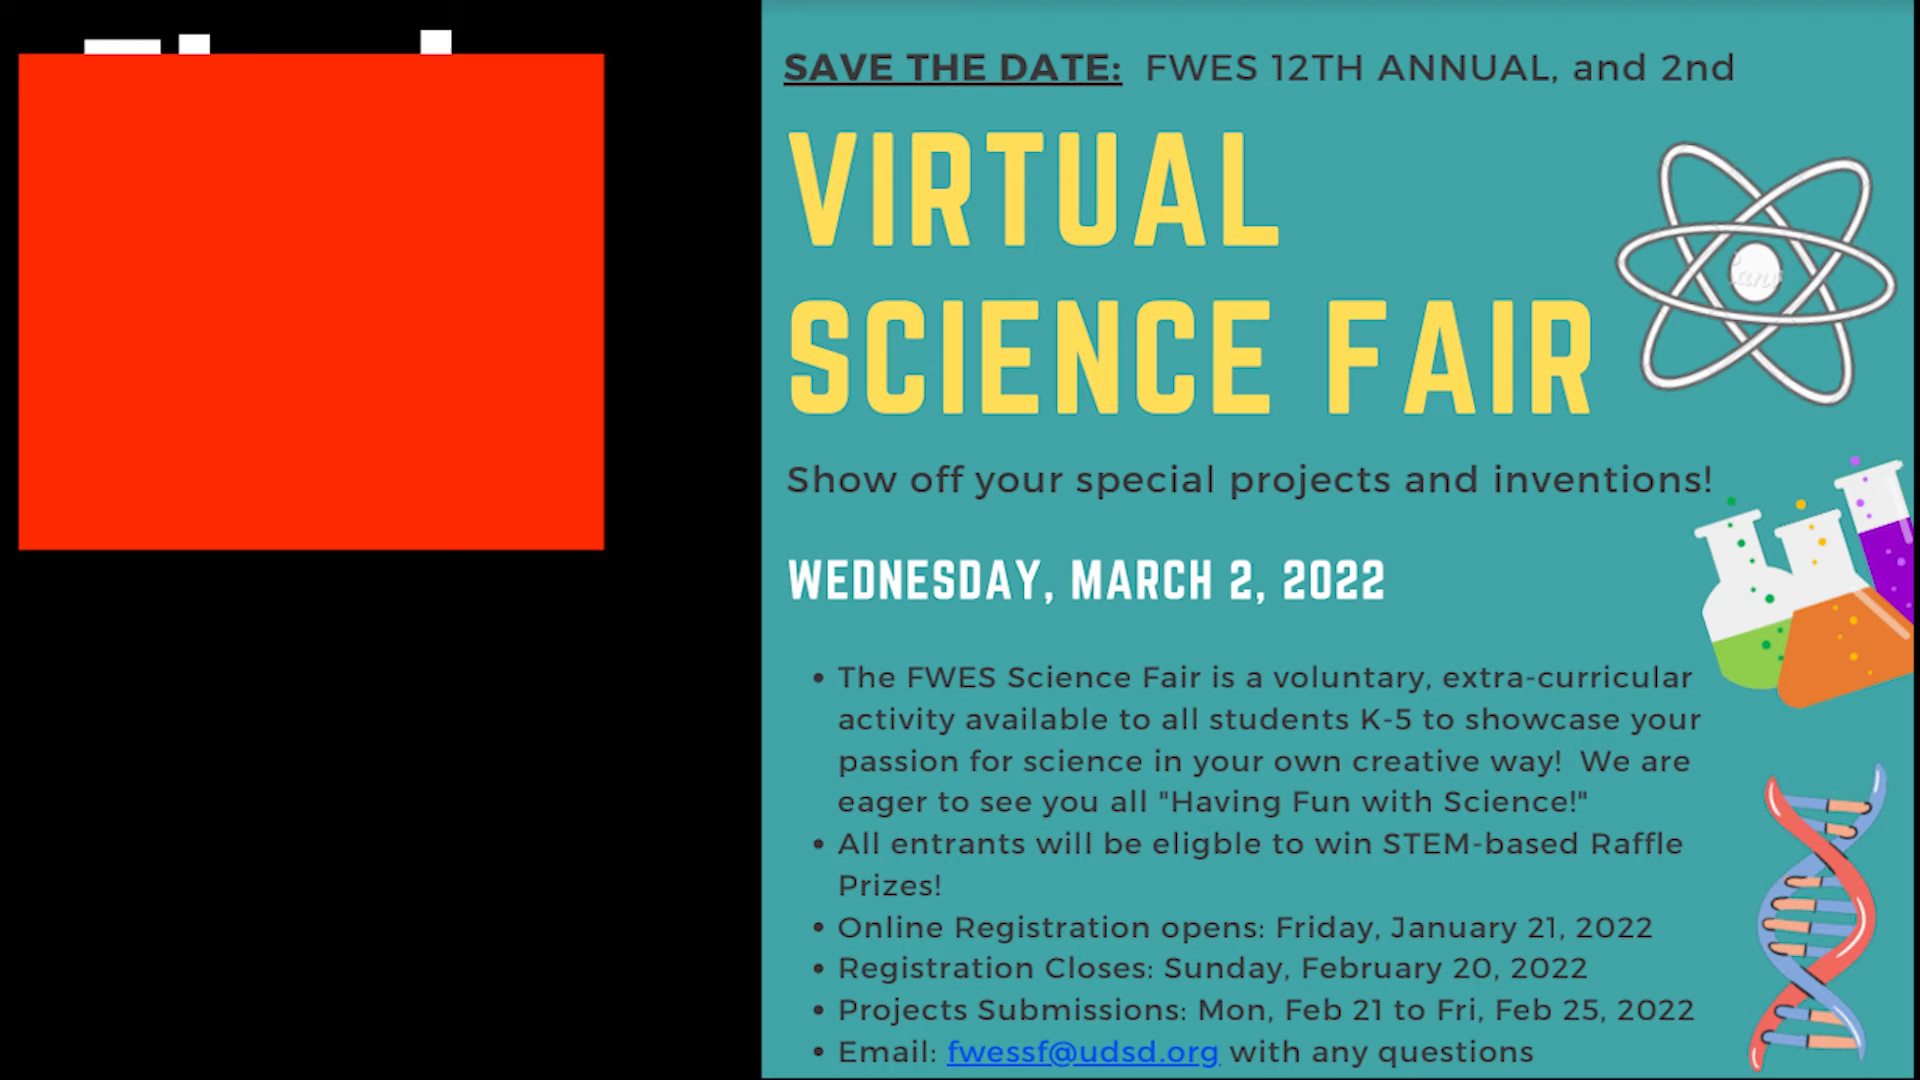 SAVE THE DATE: FWES 12TH ANNUAL, and 2nd
VIRTUAL
SCIENCE FAIR
Show off your special projects and inventions!
WEDNESDAY, MARCH 2, 2022
• The FWES Science Fair is a voluntary, extra-curricular
activity available to all students K-5 to showcase your
passion for science in your own creative way! We are
eager to see you all "Having Fun with Science!"
• All entrants will be eligble to win STEM-based Raffle
Prizes!
• Online Registration opens: Friday, January 21, 2022
• Registration Closes: Sunday, February 20, 2022
• Projects Submissions: Mon, Feb 21 to Fri, Feb 25, 2022
• Email: fwessf@udsd.org with any questions